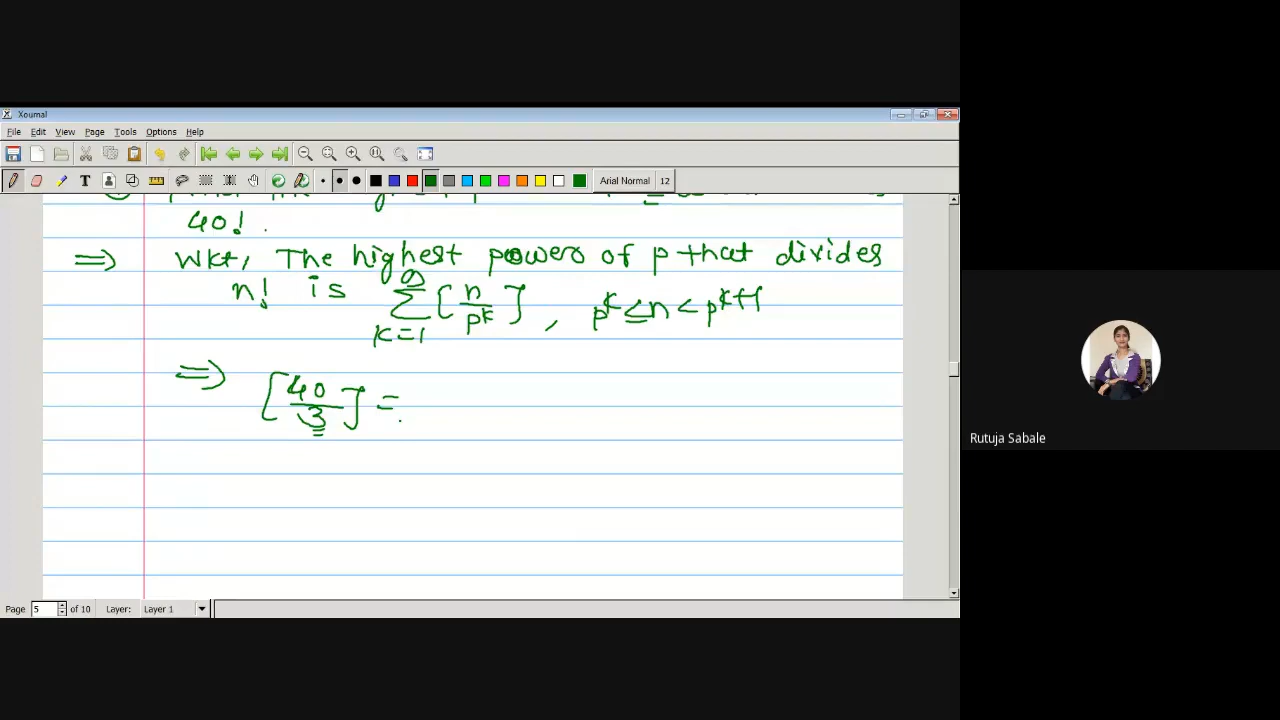 Xournal
File Edit View Page Tools Options Help
Arial Normal 12
40!.
⇒ Wkt, The highest power of p that divides
n! is ∑_{k=1}^{∞} [n/p^k], p^k ≤ n < p^{k+1}
⇒ [40/3] =
Page 5 of 10 Layer: Layer 1
Rutuja Sabale